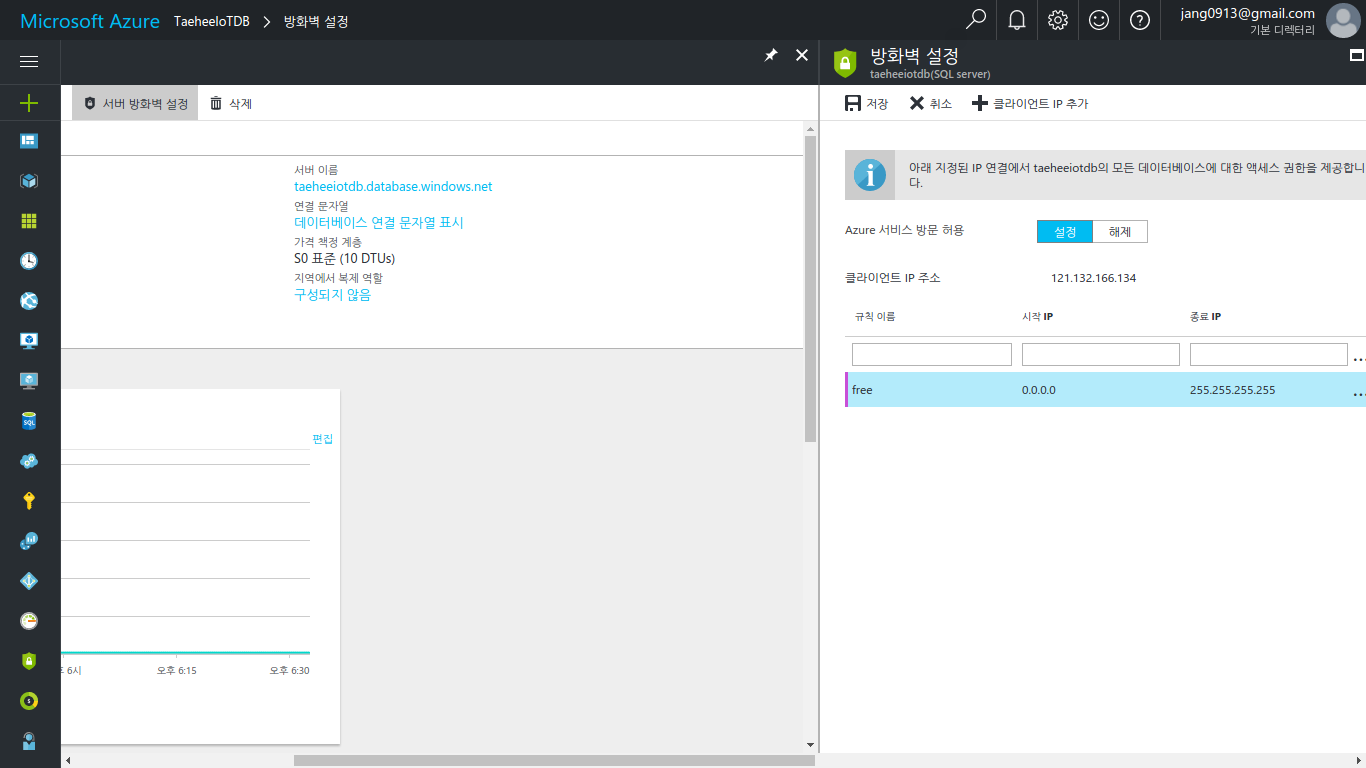 Microsoft Azure TaeheeIoTDB 방화벽 설정
jang0913@gmail.com
기본 디렉터리
서버 방화벽 설정 삭제
서버 이름
taeheeiotdb.database.windows.net
연결 문자열
데이터베이스 연결 문자열 표시
가격 책정 계층
S0 표준 (10 DTUs)
지역에서 복제 역할
구성되지 않음
편집
6시 오후 6:15 오후 6:30
방화벽 설정
taeheeiotdb(SQL server)
저장 취소 클라이언트 IP 추가
아래 지정된 IP 연결에서 taeheeiotdb의 모든 데이터베이스에 대한 액세스 권한을 제공합니
다.
Azure 서비스 방문 허용 설정 해제
클라이언트 IP 주소 121.132.166.134
규칙 이름 시작 IP 종료 IP
...
free 0.0.0.0 255.255.255.255 ...